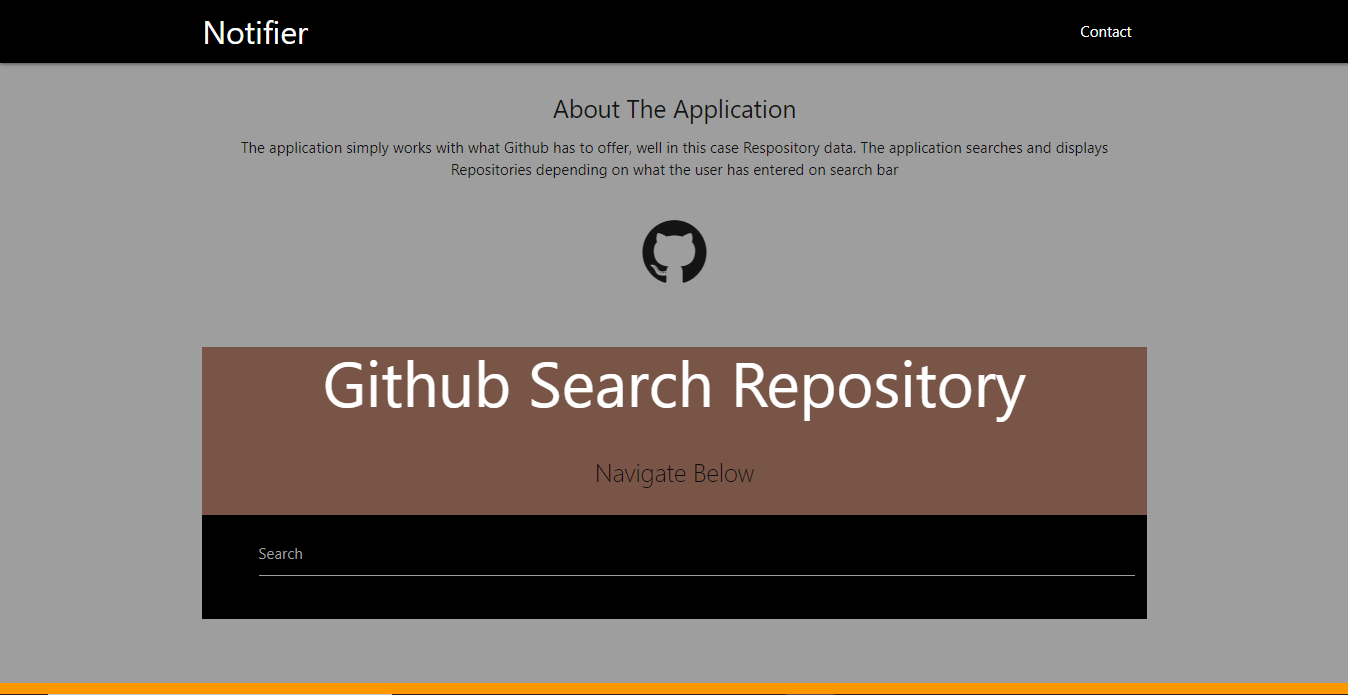 Notifier
Contact
About The Application
The application simply works with what Github has to offer, well in this case Respository data. The application searches and displays
Repositories depending on what the user has entered on search bar
Github Search Repository
Navigate Below
Search